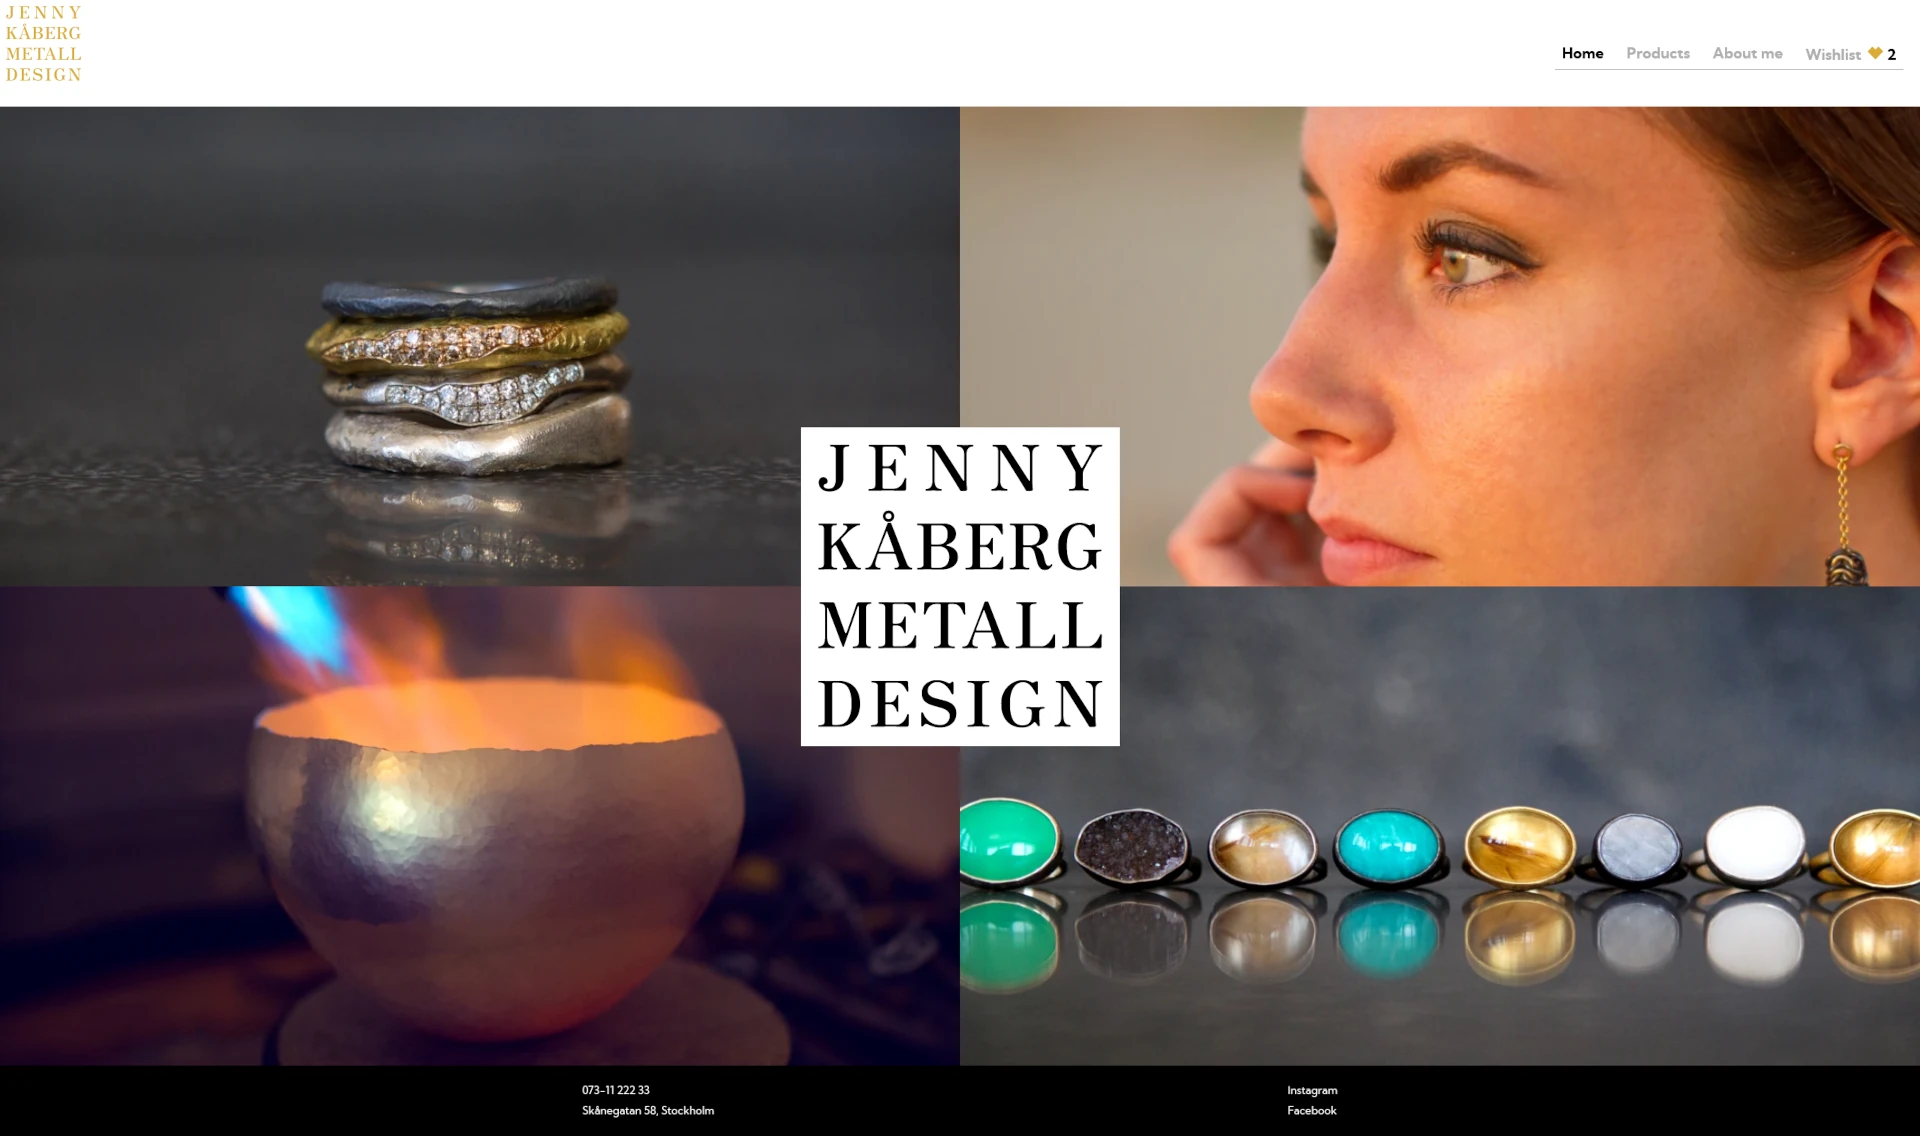 JENNY
KÅBERG
METALL
DESIGN
Home Products About me Wishlist 2
JENNY
KÅBERG
METALL
DESIGN
073-11 222 33
Skånegatan 58, Stockholm
Instagram
Facebook